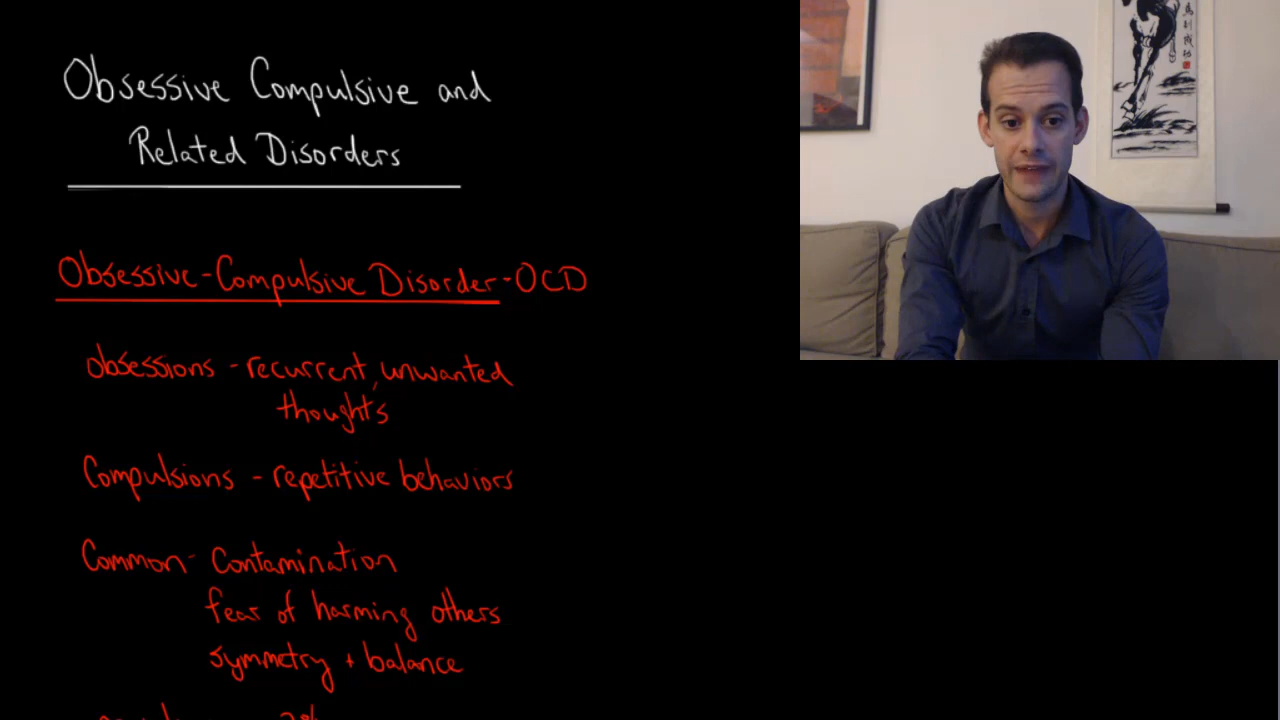 Obsessive Compulsive and
Related Disorders
Obsessive-Compulsive Disorder-OCD
obsessions - recurrent, unwanted
thoughts
Compulsions - repetitive behaviors
Common- Contamination
fear of harming others
symmetry + balance